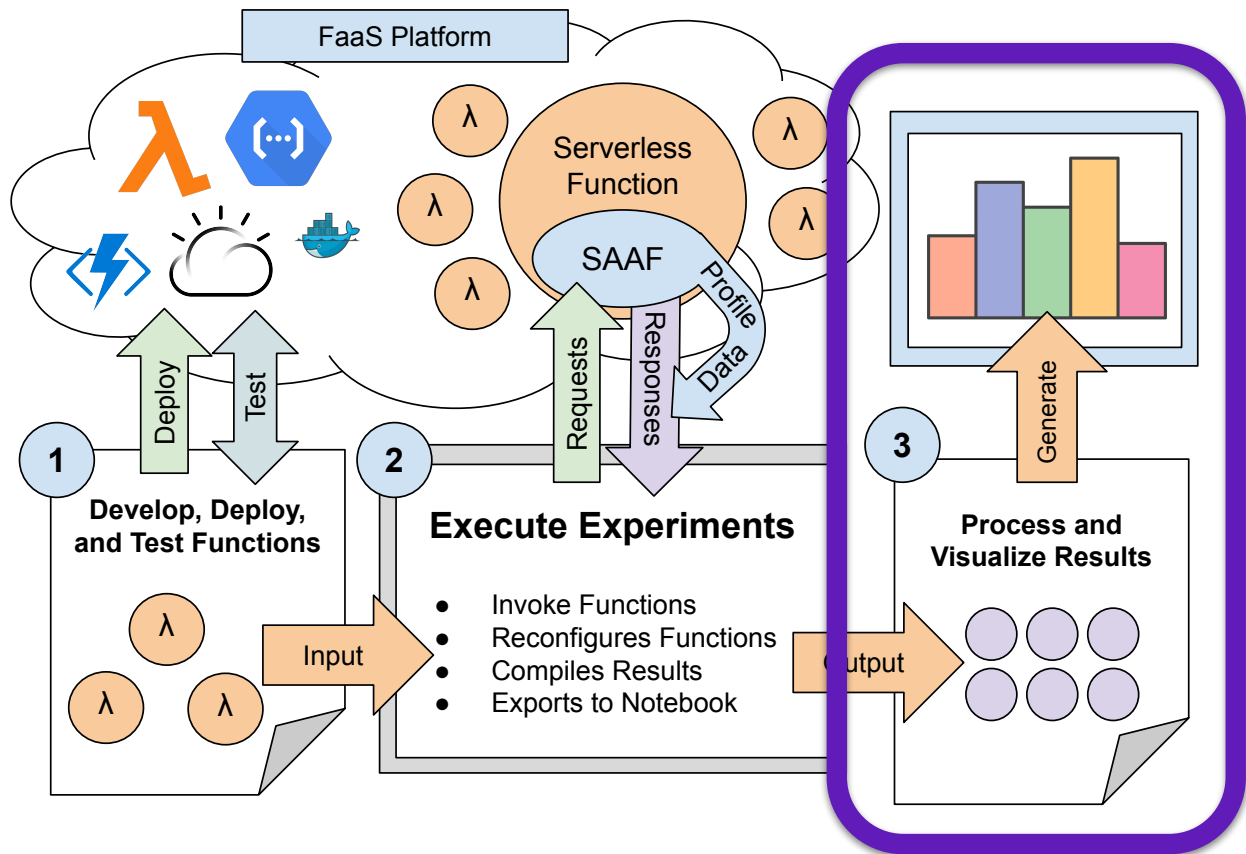 FaaS Platform
λ
λ
λ
Serverless
Function
SAAF
λ
λ
Profile
Data
Deploy
Test
Requests
Responses
Generate
1
Develop, Deploy,
and Test Functions
λ
λ
λ
Input
2
Execute Experiments
● Invoke Functions
● Reconfigures Functions
● Compiles Results
● Exports to Notebook
Output
3
Process and
Visualize Results